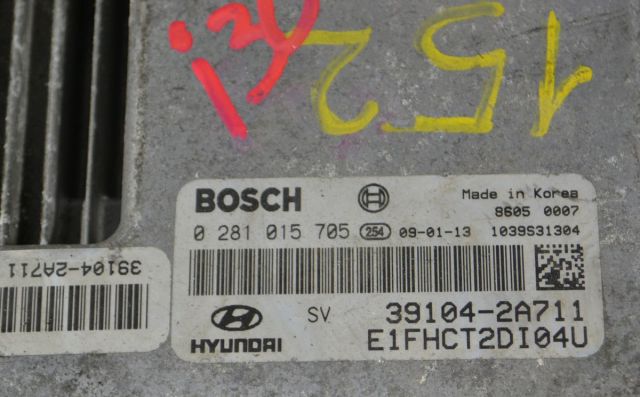 i30
152
BOSCH
Made in Korea
8605 0007
0 281 015 705 254 09-01-13 1039S31304
39104-2A711
SV 39104-2A711
HYUNDAI E1FHCT2DI04U